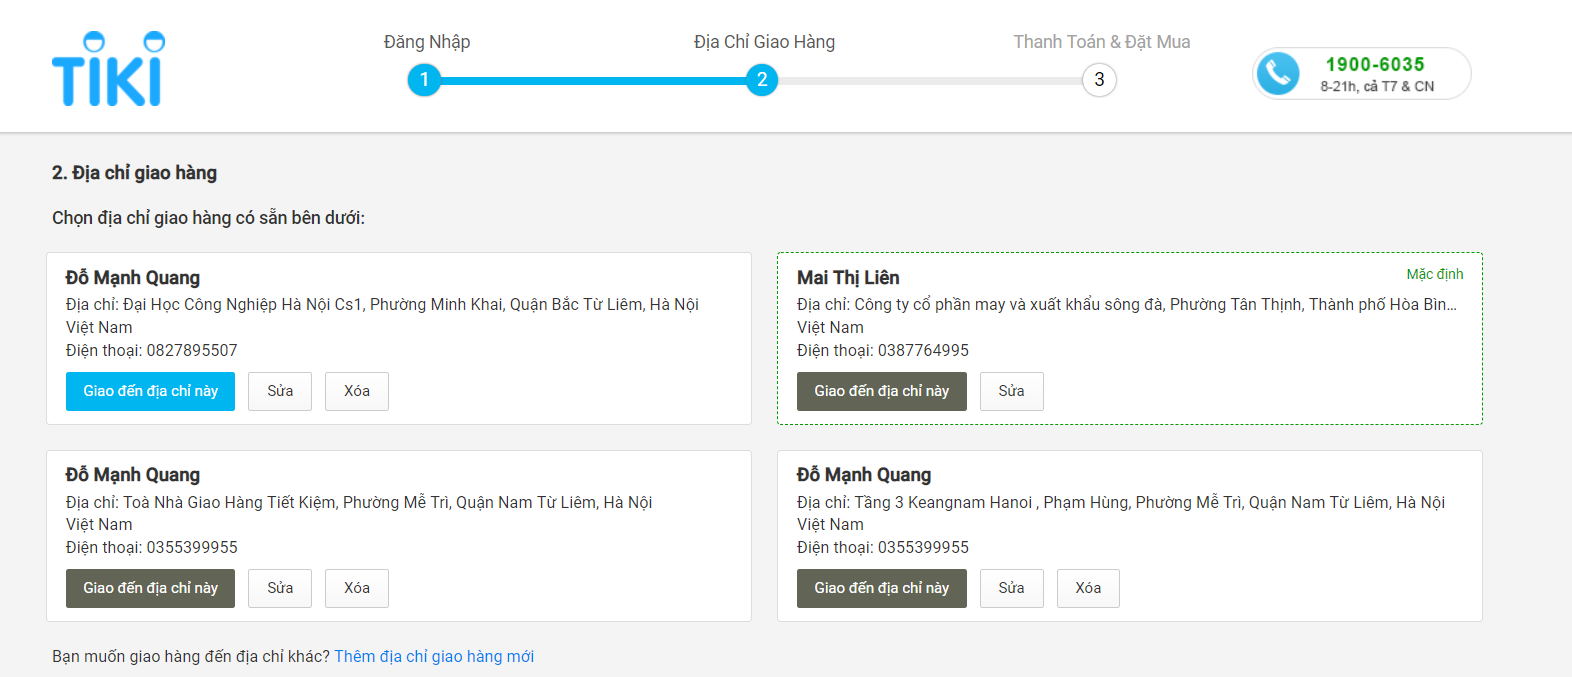 TIKI
Đăng Nhập
Địa Chỉ Giao Hàng
Thanh Toán & Đặt Mua
1
2
3
1900-6035
8-21h, cả T7 & CN
2. Địa chỉ giao hàng
Chọn địa chỉ giao hàng có sẵn bên dưới:
Đỗ Mạnh Quang
Địa chỉ: Đại Học Công Nghiệp Hà Nội Cs1, Phường Minh Khai, Quận Bắc Từ Liêm, Hà Nội
Việt Nam
Điện thoại: 0827895507
Giao đến địa chỉ này
Sửa
Xóa
Mai Thị Liên
Mặc định
Địa chỉ: Công ty cổ phần may và xuất khẩu sông đà, Phường Tân Thịnh, Thành phố Hòa Bìn...
Việt Nam
Điện thoại: 0387764995
Giao đến địa chỉ này
Sửa
Đỗ Mạnh Quang
Địa chỉ: Toà Nhà Giao Hàng Tiết Kiệm, Phường Mễ Trì, Quận Nam Từ Liêm, Hà Nội
Việt Nam
Điện thoại: 0355399955
Giao đến địa chỉ này
Sửa
Xóa
Đỗ Mạnh Quang
Địa chỉ: Tầng 3 Keangnam Hanoi , Phạm Hùng, Phường Mễ Trì, Quận Nam Từ Liêm, Hà Nội
Việt Nam
Điện thoại: 0355399955
Giao đến địa chỉ này
Sửa
Xóa
Bạn muốn giao hàng đến địa chỉ khác? Thêm địa chỉ giao hàng mới